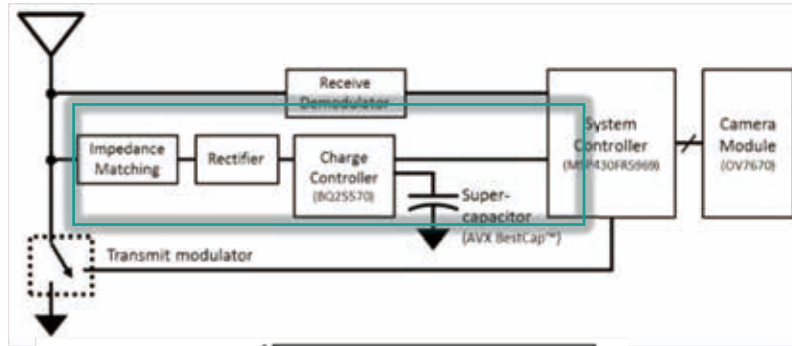 Receive
Demodulator
Impedance
Matching
Rectifier
Charge
Controller
(BQ25570)
System
Controller
(MSP430FR5969)
Camera
Module
(OV7670)
Super-
capacitor
(AVX BestCap™)
Transmit modulator